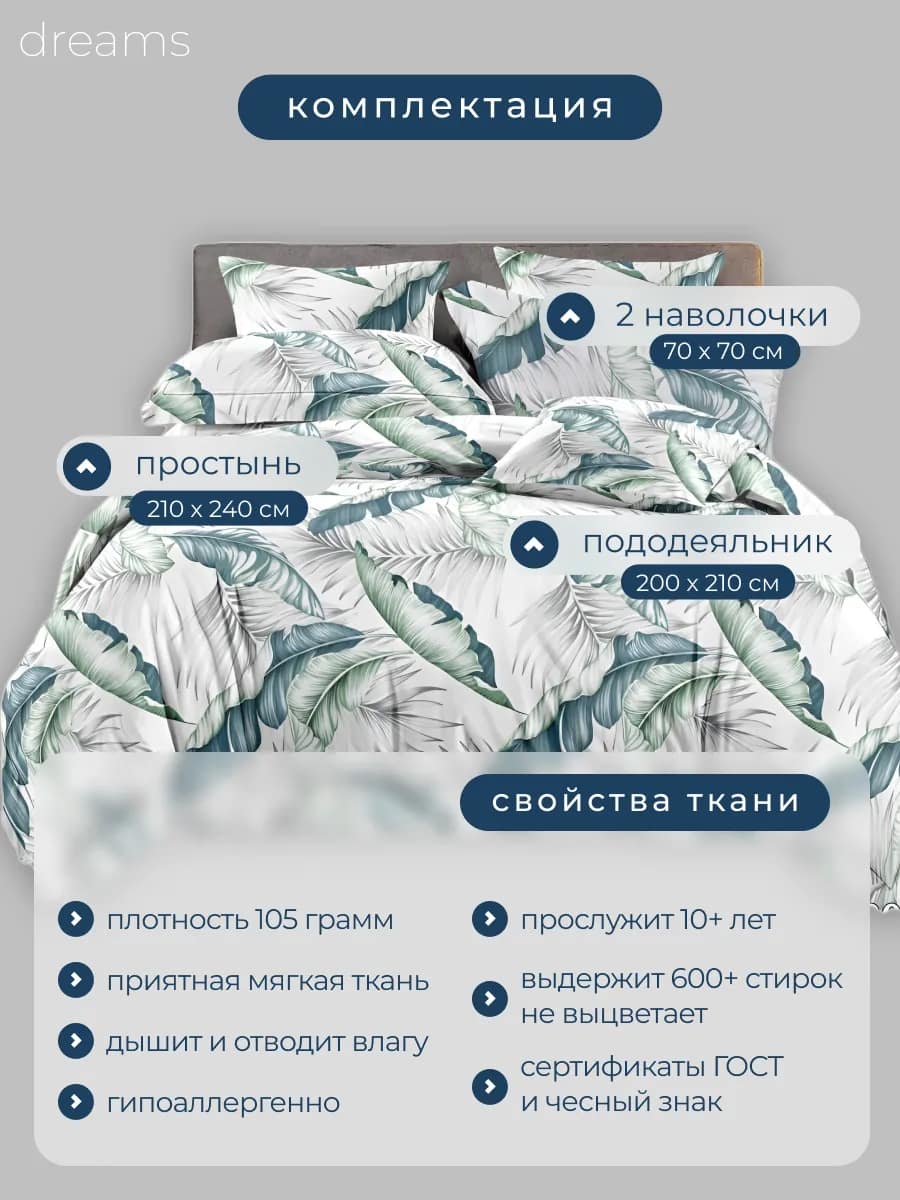 dreams
комплектация
2 наволочки
70 x 70 см
простынь
210 x 240 см
пододеяльник
200 x 210 см
свойства ткани
плотность 105 грамм
приятная мягкая ткань
дышит и отводит влагу
гипоаллергенно
прослужит 10+ лет
выдержит 600+ стирок
не выцветает
сертификаты ГОСТ
и честный знак